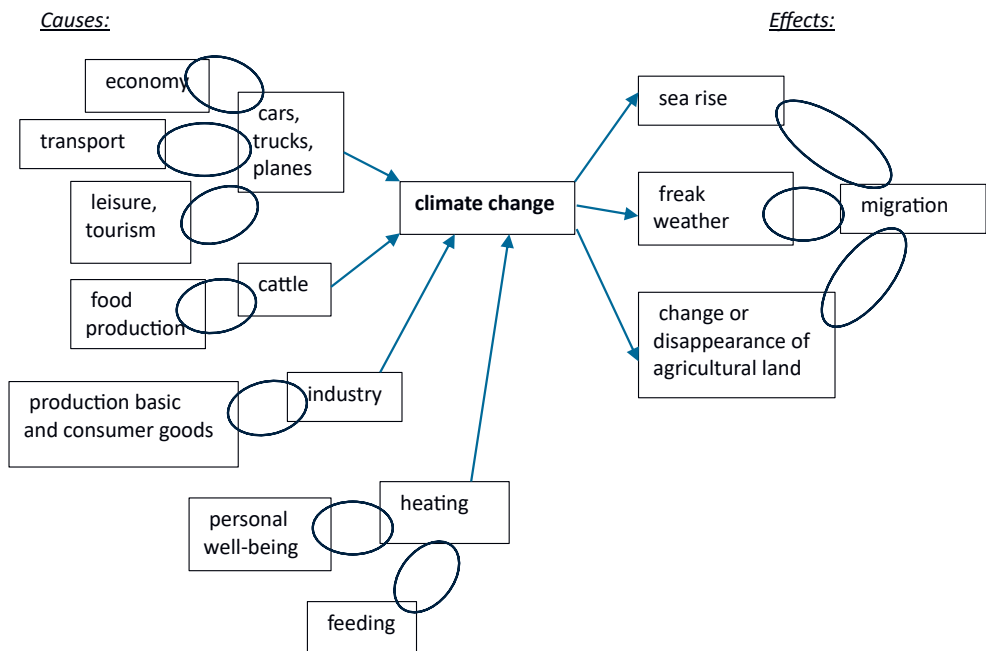 Causes:
Effects:
economy
transport
leisure,
tourism
cars,
trucks,
planes
food
production
cattle
production basic
and consumer goods
industry
personal
well-being
heating
feeding
climate change
sea rise
freak
weather
change or
disappearance of
agricultural land
migration